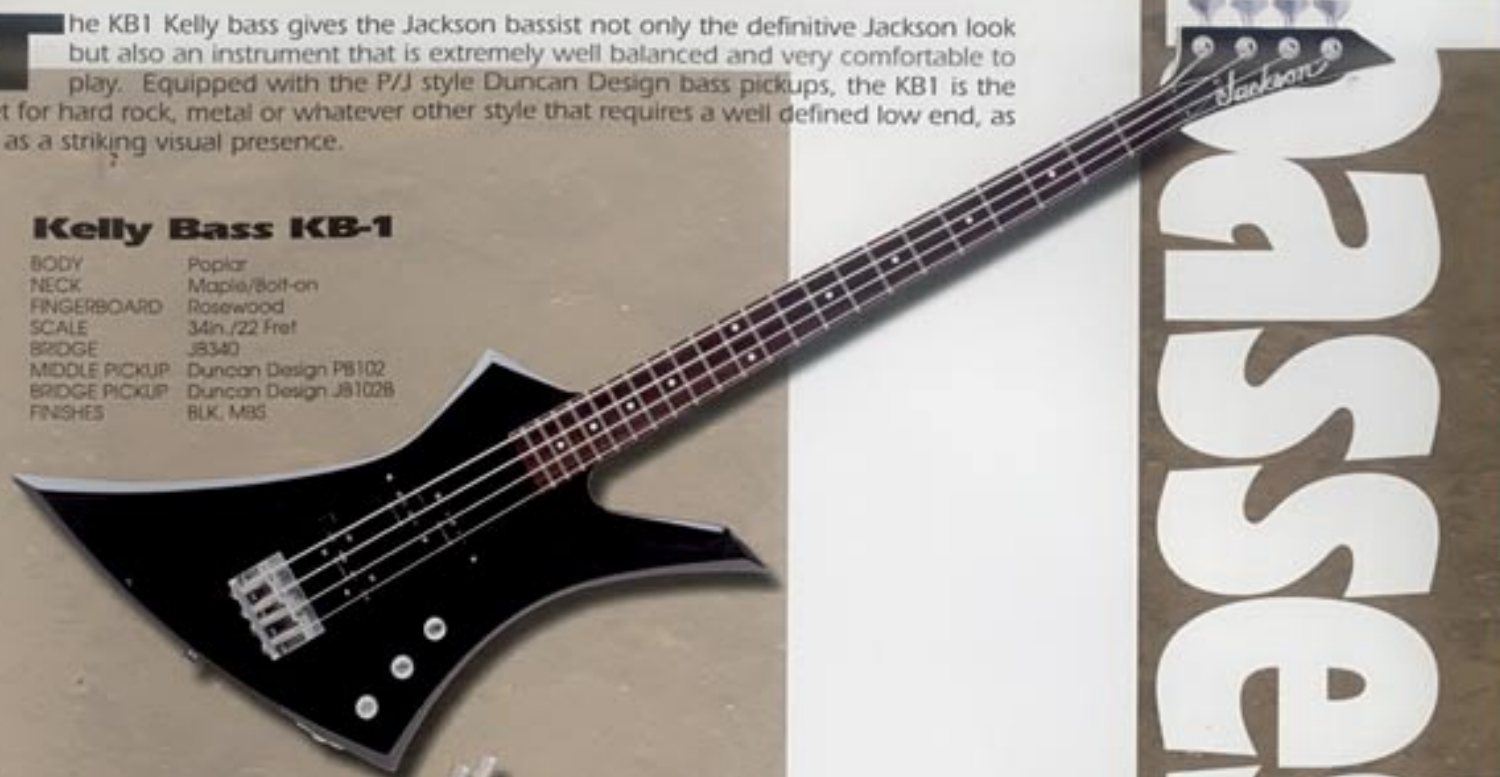 The KB1 Kelly bass gives the Jackson bassist not only the definitive Jackson look
but also an instrument that is extremely well balanced and very comfortable to
play. Equipped with the P/J style Duncan Design bass pickups, the KB1 is the
for hard rock, metal or whatever other style that requires a well defined low end, as
as a striking visual presence.
Kelly Bass KB-1
BODY Poplar
NECK Maple/Bolt-on
FINGERBOARD Rosewood
SCALE 34in./22 Fret
BRIDGE JB340
MIDDLE PICKUP Duncan Design PB102
BRIDGE PICKUP Duncan Design JB102B
FINISHES BLK, MBS
Jackson
basse